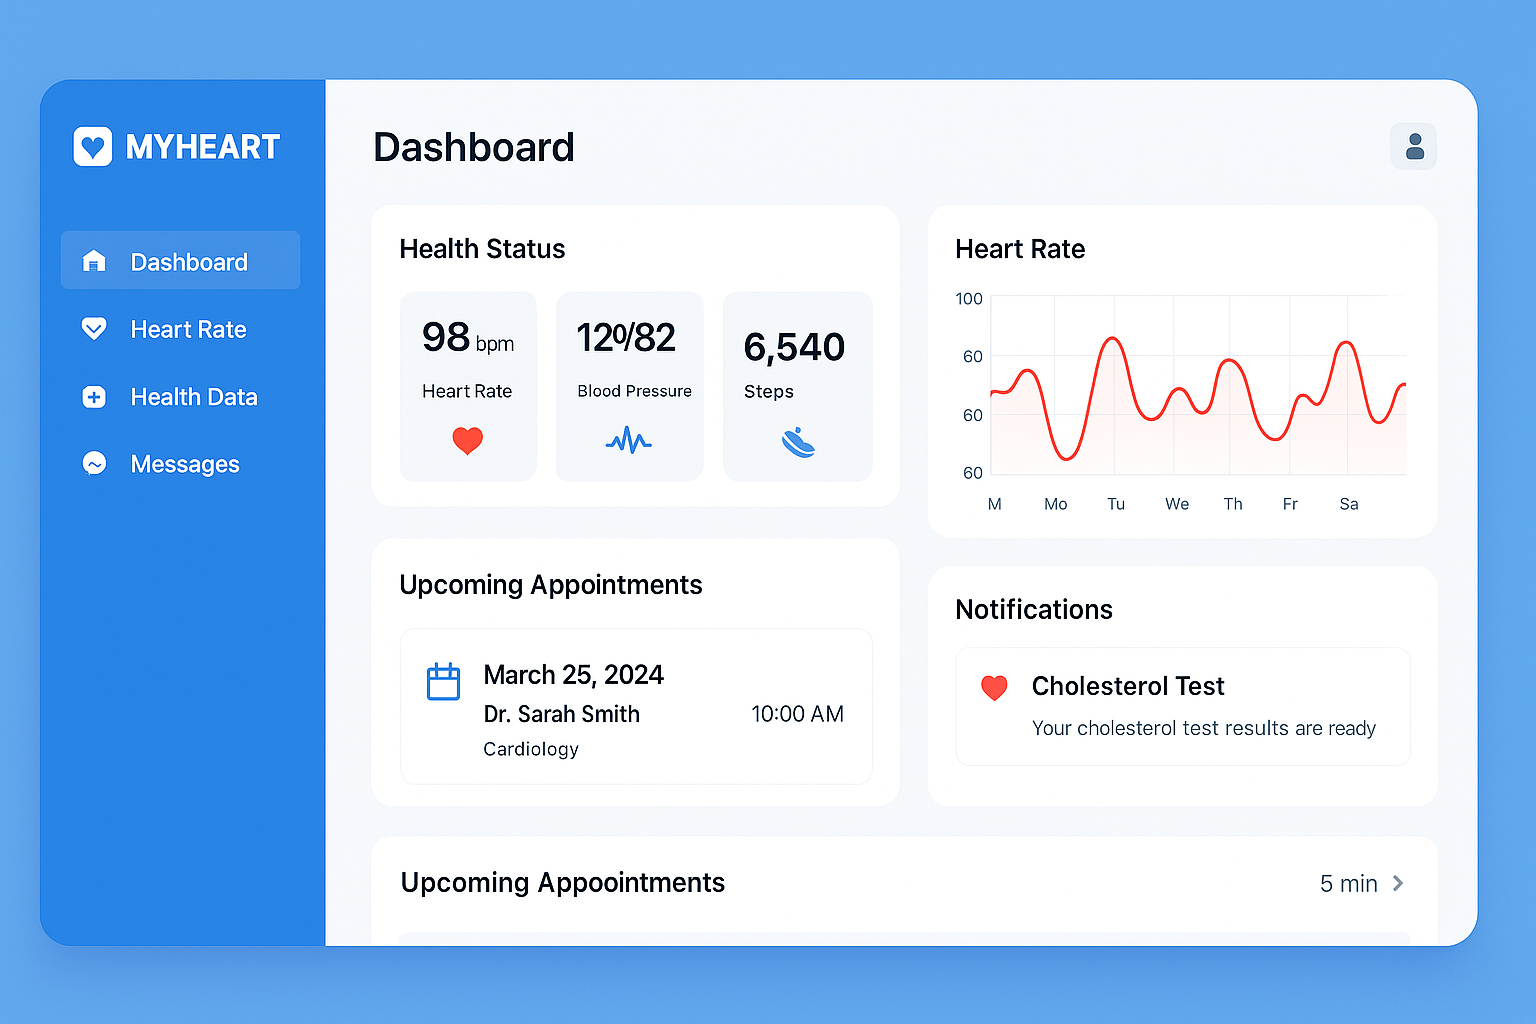 MYHEART
Dashboard
Heart Rate
Health Data
Messages
Dashboard
Health Status
98 bpm
Heart Rate
120/82
Blood Pressure
6,540
Steps
Heart Rate
100
60
60
60
M Mo Tu We Th Fr Sa
Upcoming Appointments
March 25, 2024
Dr. Sarah Smith
10:00 AM
Cardiology
Notifications
Cholesterol Test
Your cholesterol test results are ready
Upcoming Appoointments
5 min